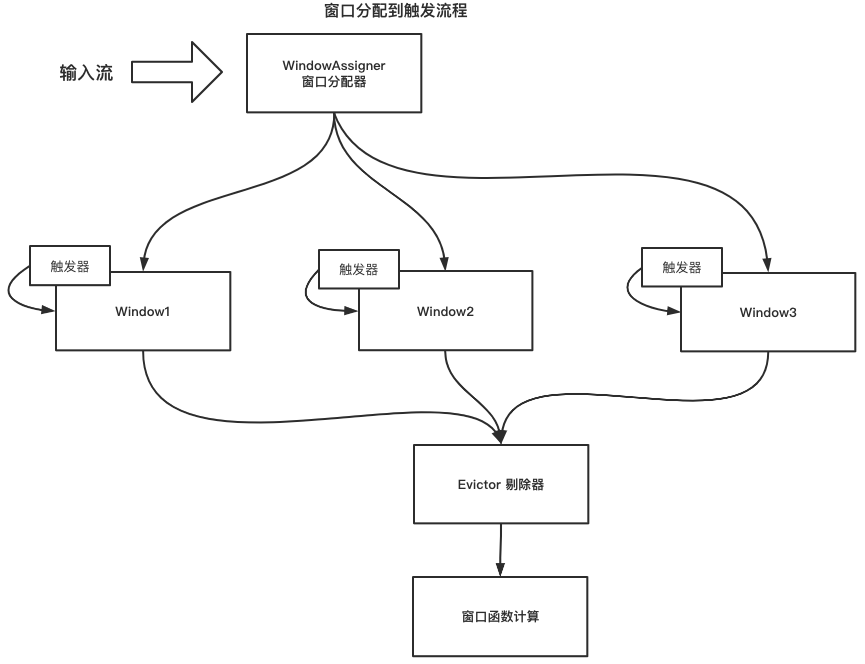 窗口分配到触发流程
输入流
WindowAssigner
窗口分配器
触发器
触发器
触发器
Window1
Window2
Window3
Evictor 剔除器
窗口函数计算